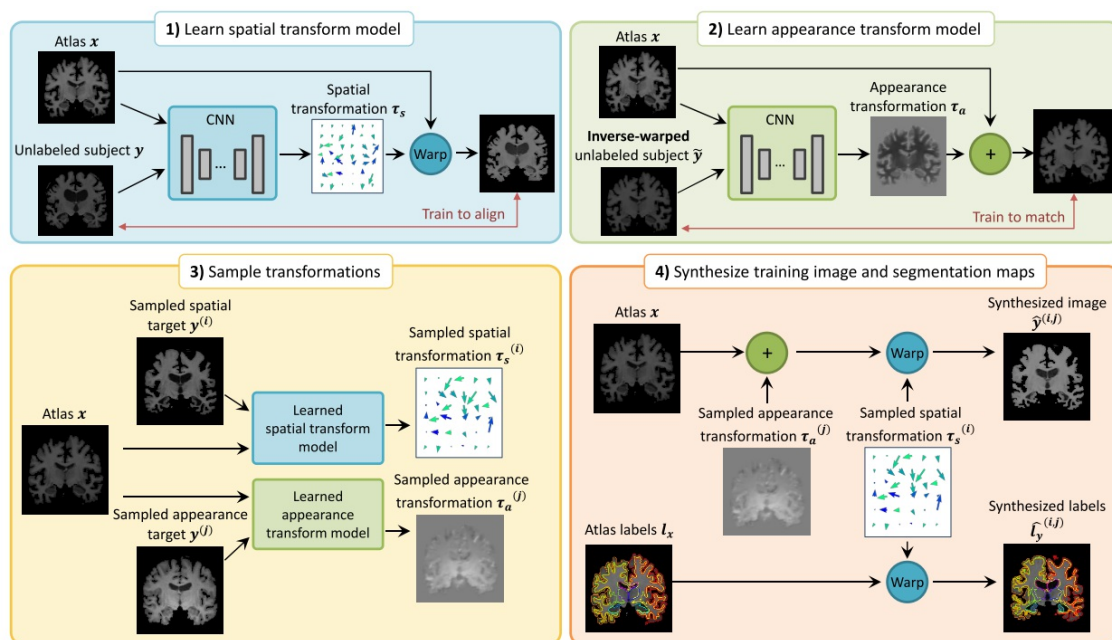 1) Learn spatial transform model
Atlas x
Unlabeled subject y
CNN
...
Spatial
transformation τₛ
Warp
Train to align
2) Learn appearance transform model
Atlas x
Inverse-warped
unlabeled subject ỹ
CNN
...
Appearance
transformation τₐ
+
Train to match
3) Sample transformations
Sampled spatial
target y⁽ⁱ⁾
Atlas x
Sampled appearance
target y⁽ʲ⁾
Learned
spatial transform
model
Learned
appearance
transform model
Sampled spatial
transformation τₛ⁽ⁱ⁾
Sampled appearance
transformation τₐ⁽ʲ⁾
4) Synthesize training image and segmentation maps
Atlas x
+
Warp
Synthesized image
ŷ⁽ⁱ,ʲ⁾
Sampled appearance
transformation τₐ⁽ʲ⁾
Sampled spatial
transformation τₛ⁽ⁱ⁾
Atlas labels lₓ
Warp
Synthesized labels
l̂ᵧ⁽ⁱ,ʲ⁾